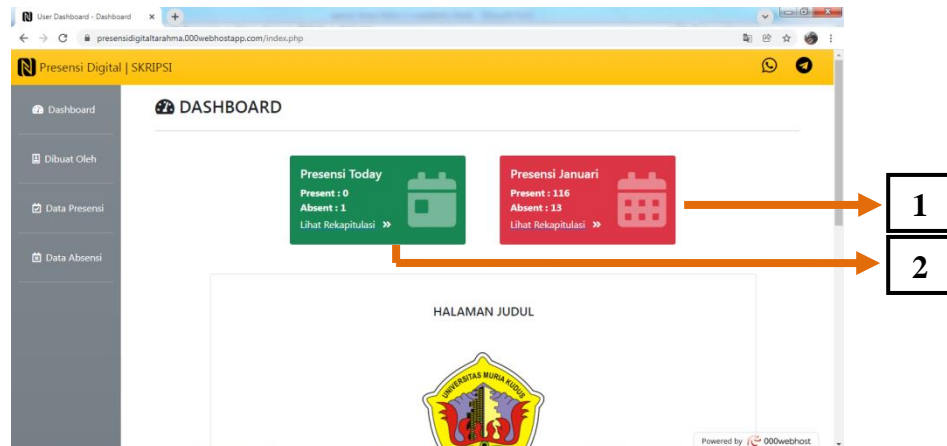 User Dashboard - Dashboard
presensidigitaltarahma.000webhostapp.com/index.php
Presensi Digital | SKRIPSI
Dashboard
Dibuat Oleh
Data Presensi
Data Absensi
DASHBOARD
Presensi Today
Present : 0
Absent : 1
Lihat Rekapitulasi »
Presensi Januari
Present : 116
Absent : 13
Lihat Rekapitulasi »
1
2
HALAMAN JUDUL
UNIVERSITAS MURIA KUDUS
Powered by 000webhost